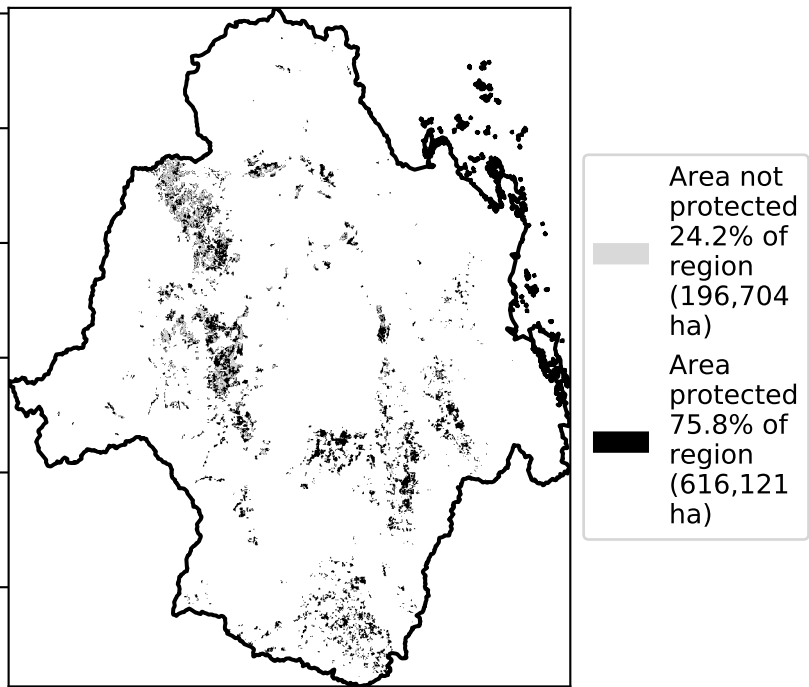 Area not
protected
24.2% of
region
(196,704
ha)
Area
protected
75.8% of
region
(616,121
ha)